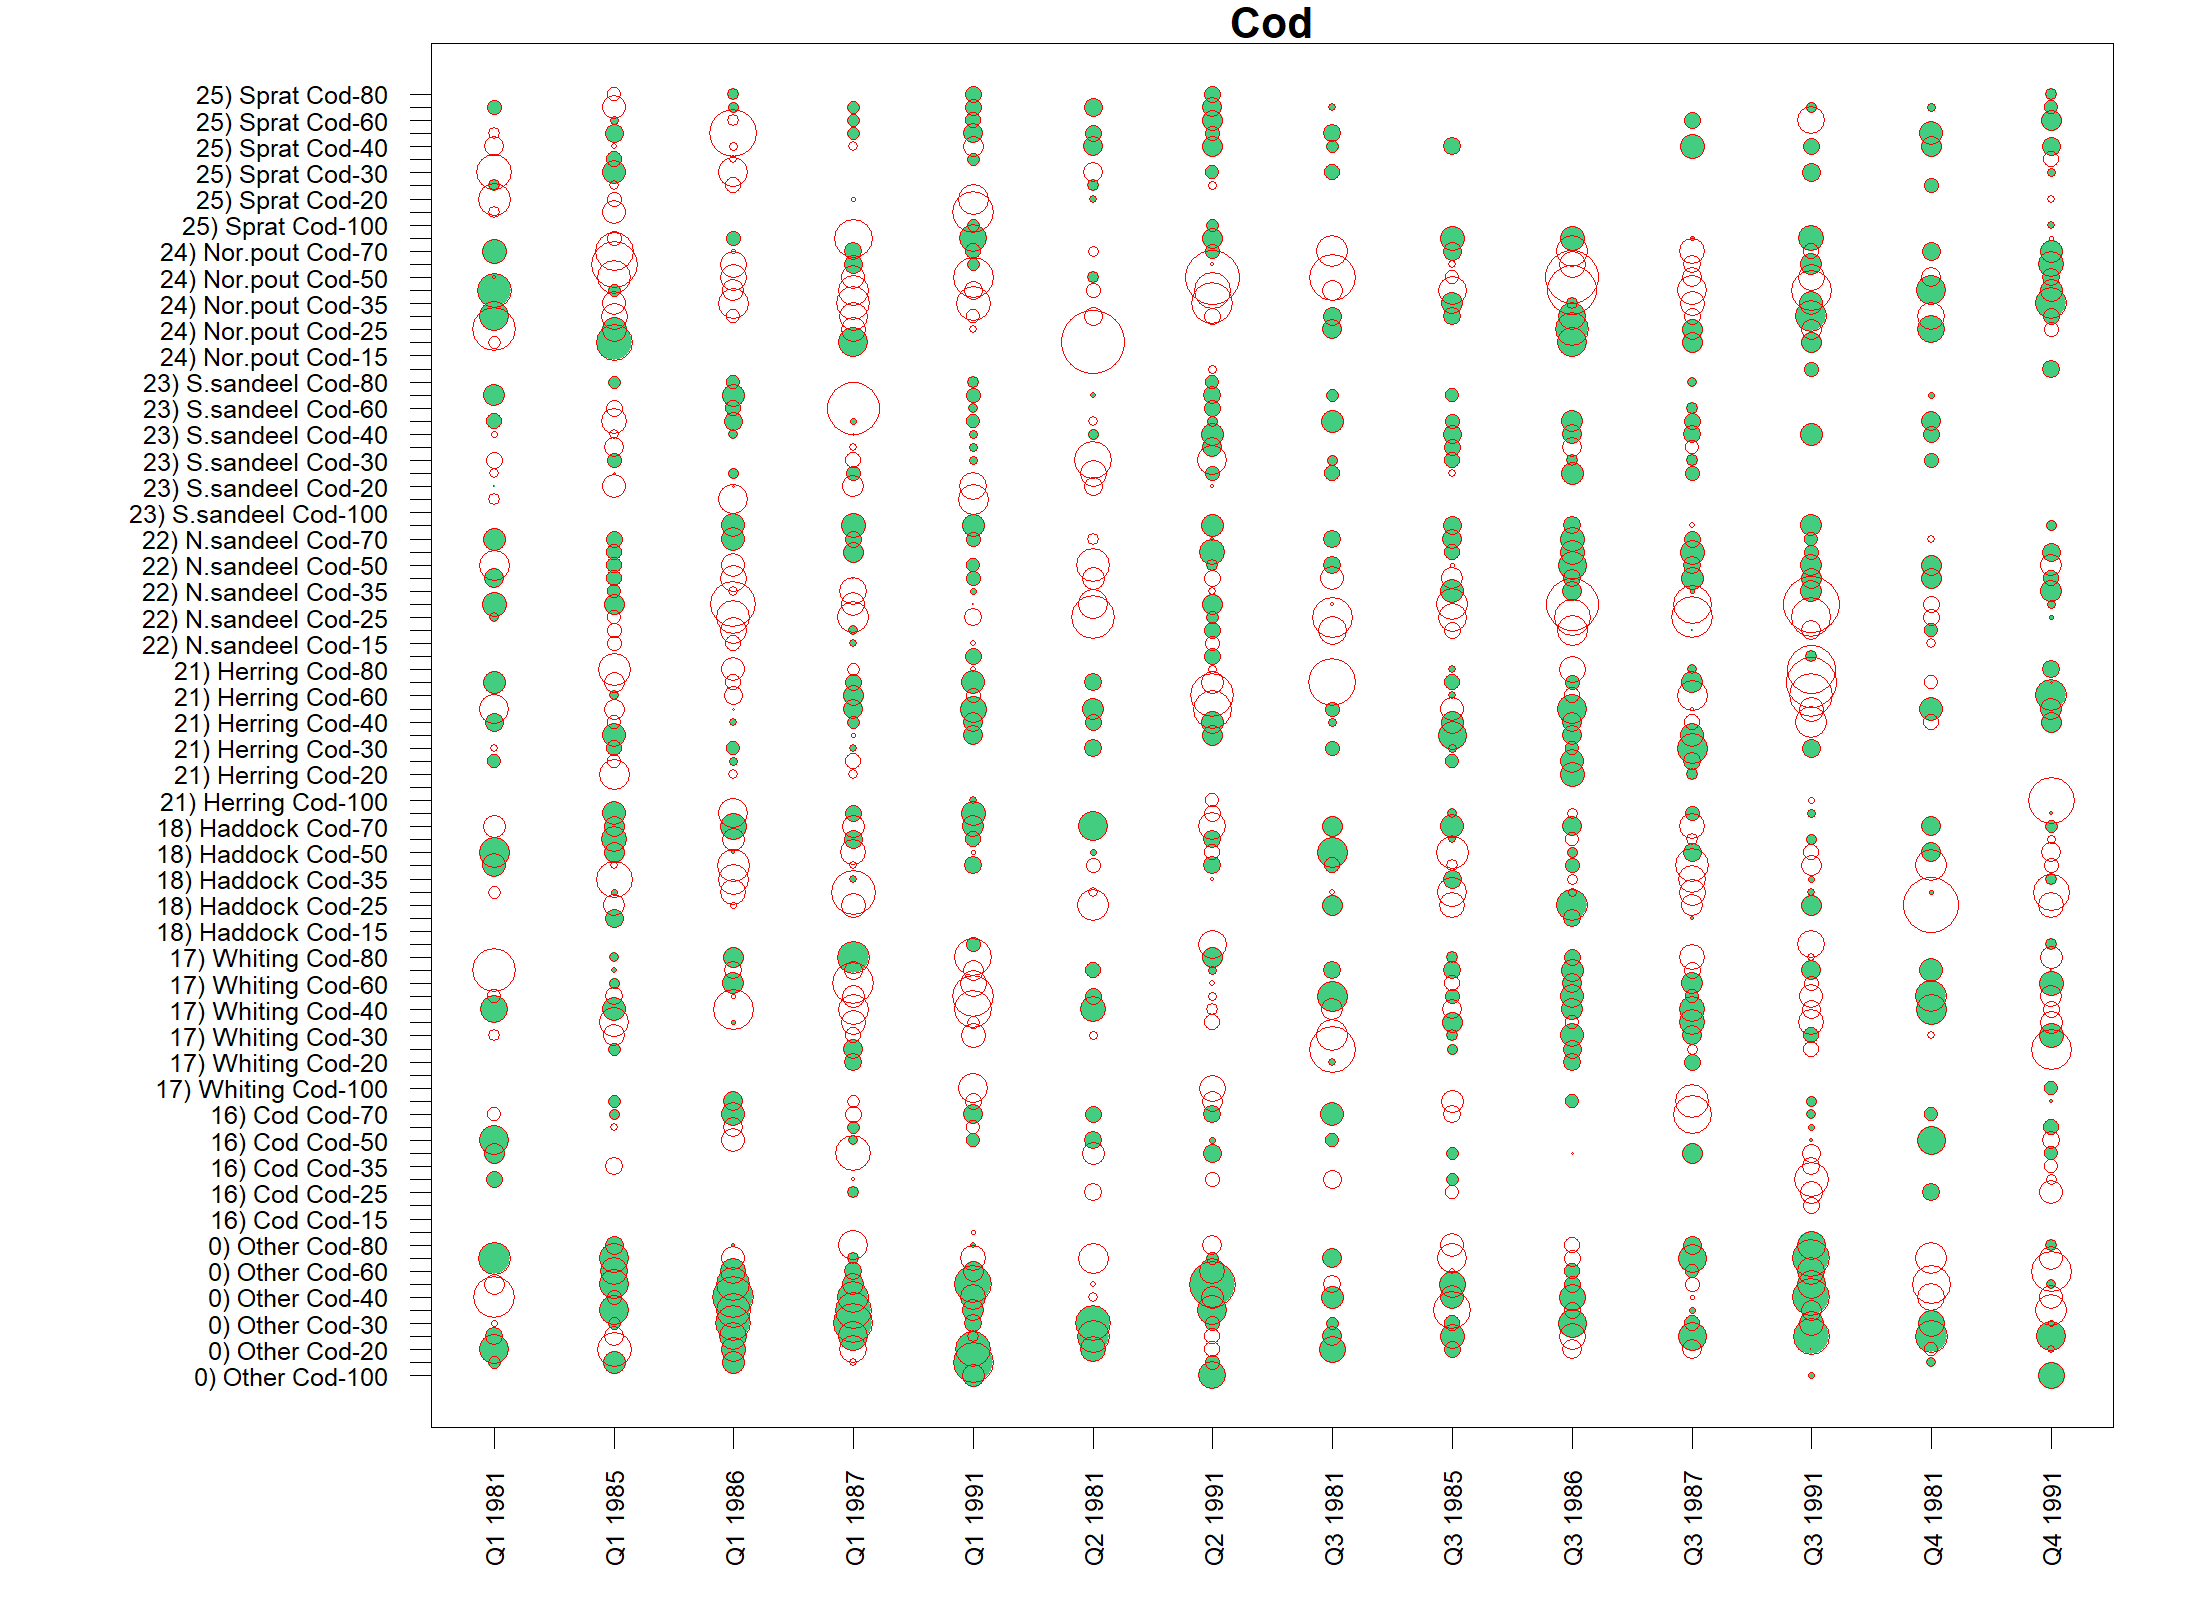 Cod
25) Sprat Cod-80
25) Sprat Cod-60
25) Sprat Cod-40
25) Sprat Cod-30
25) Sprat Cod-20
25) Sprat Cod-100
24) Nor.pout Cod-70
24) Nor.pout Cod-50
24) Nor.pout Cod-35
24) Nor.pout Cod-25
24) Nor.pout Cod-15
23) S.sandeel Cod-80
23) S.sandeel Cod-60
23) S.sandeel Cod-40
23) S.sandeel Cod-30
23) S.sandeel Cod-20
23) S.sandeel Cod-100
22) N.sandeel Cod-70
22) N.sandeel Cod-50
22) N.sandeel Cod-35
22) N.sandeel Cod-25
22) N.sandeel Cod-15
21) Herring Cod-80
21) Herring Cod-60
21) Herring Cod-40
21) Herring Cod-30
21) Herring Cod-20
21) Herring Cod-100
18) Haddock Cod-70
18) Haddock Cod-50
18) Haddock Cod-35
18) Haddock Cod-25
18) Haddock Cod-15
17) Whiting Cod-80
17) Whiting Cod-60
17) Whiting Cod-40
17) Whiting Cod-30
17) Whiting Cod-20
17) Whiting Cod-100
16) Cod Cod-70
16) Cod Cod-50
16) Cod Cod-35
16) Cod Cod-25
16) Cod Cod-15
0) Other Cod-80
0) Other Cod-60
0) Other Cod-40
0) Other Cod-30
0) Other Cod-20
0) Other Cod-100
Q1 1981
Q1 1985
Q1 1986
Q1 1987
Q1 1991
Q2 1981
Q2 1991
Q3 1981
Q3 1985
Q3 1986
Q3 1987
Q3 1991
Q4 1981
Q4 1991